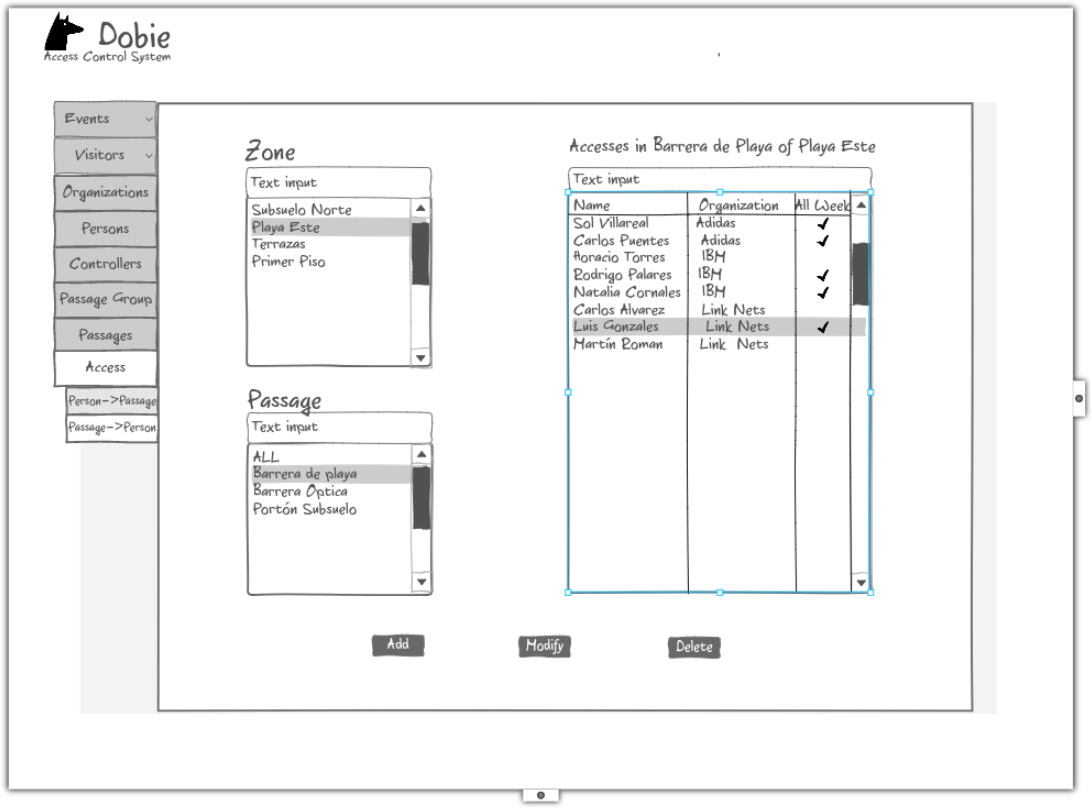 Dobie
Access Control System
Events
Visitors
Organizations
Persons
Controllers
Passage Group
Passages
Access
Person->Passage
Passage->Person
Zone
Text input
Subsuelo Norte
Playa Este
Terrazas
Primer Piso
Passage
Text input
ALL
Barrera de playa
Barrera Optica
Portón Subsuelo
Accesses in Barrera de Playa of Playa Este
Text input
Name Organization All Week
Sol Villareal Adidas ✓
Carlos Puentes Adidas ✓
Horacio Torres IBM
Rodrigo Palares IBM ✓
Natalia Cornales IBM ✓
Carlos Alvarez Link Nets
Luis Gonzales Link Nets ✓
Martín Roman Link Nets
Add
Modify
Delete